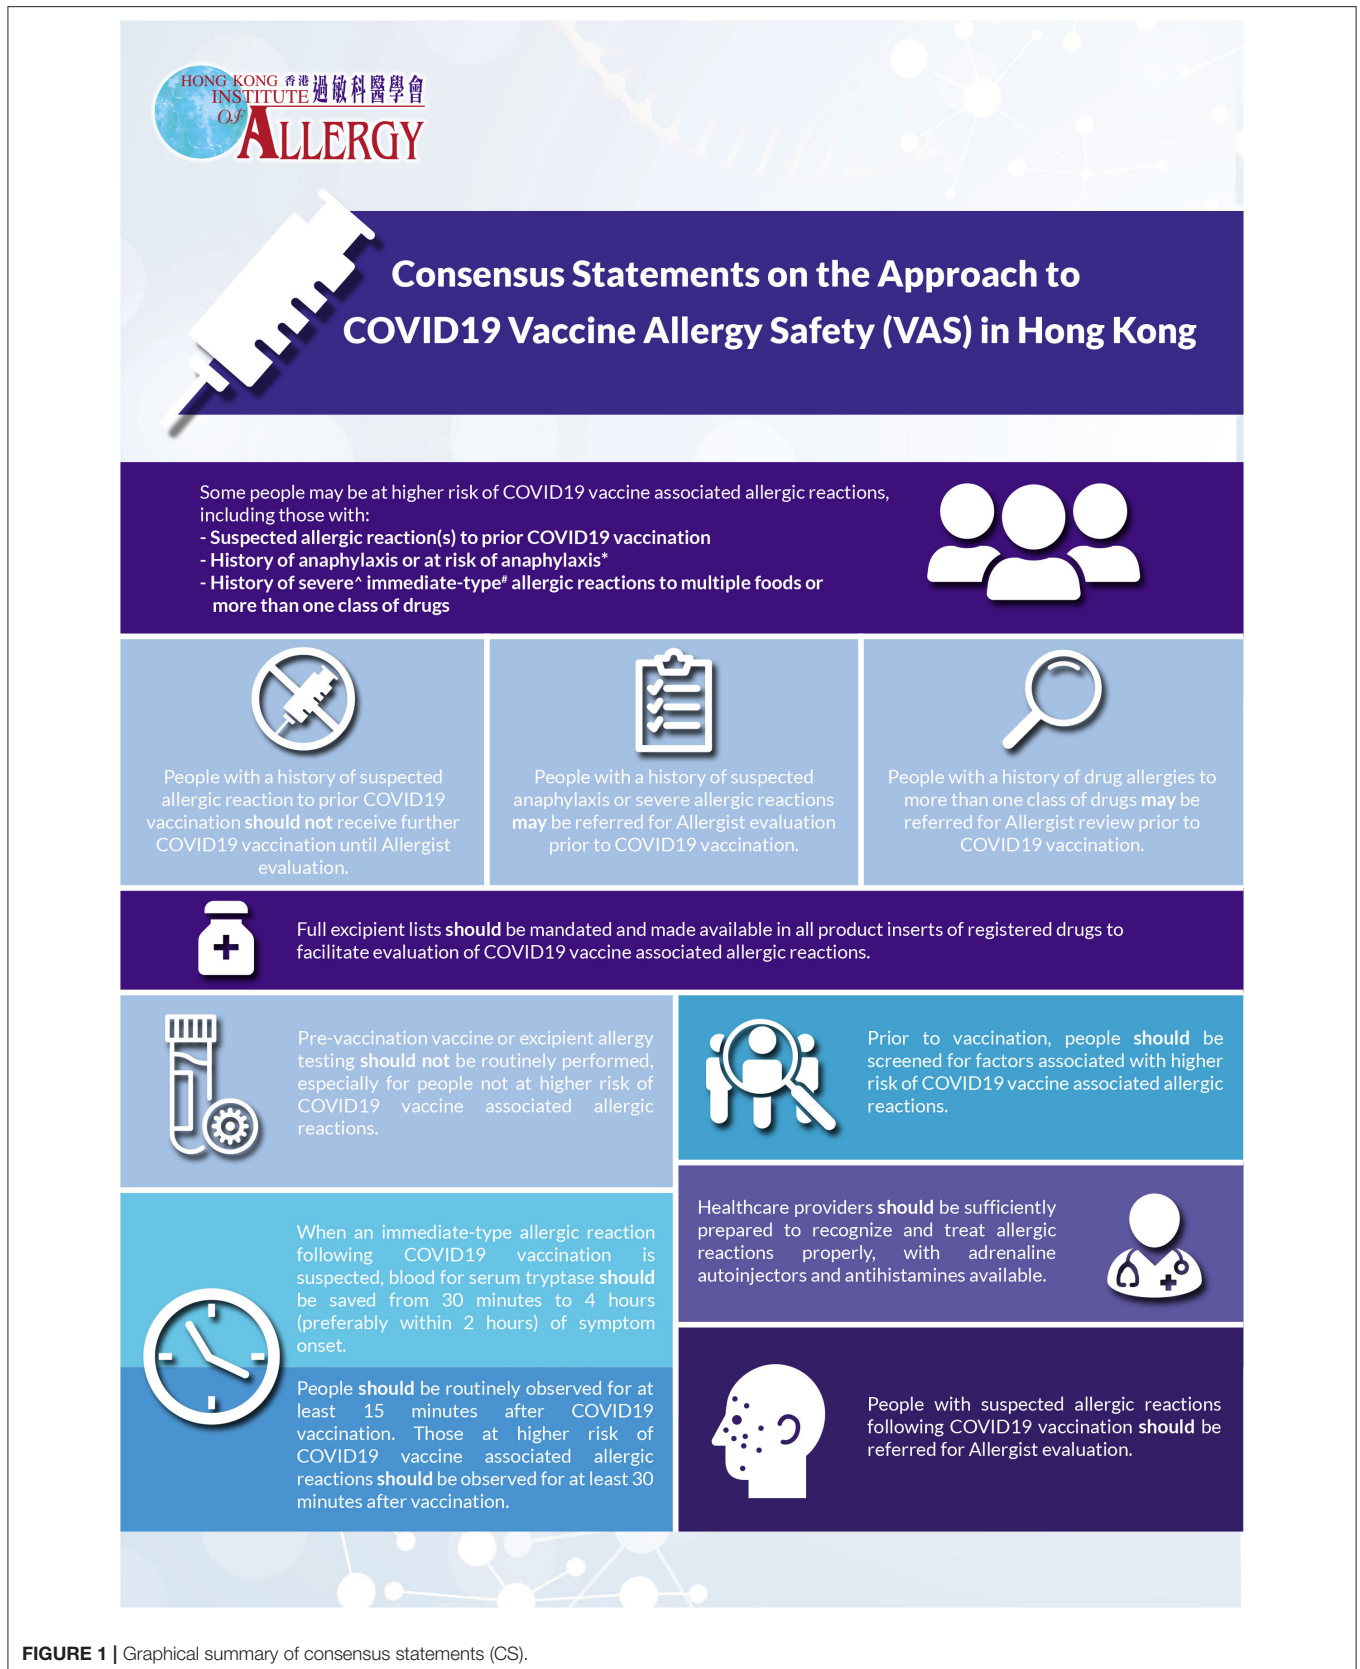 HONG KONG 香港過敏科醫學會
INSTITUTE
OF
ALLERGY
Consensus Statements on the Approach to
COVID19 Vaccine Allergy Safety (VAS) in Hong Kong
Some people may be at higher risk of COVID19 vaccine associated allergic reactions,
including those with:
- Suspected allergic reaction(s) to prior COVID19 vaccination
- History of anaphylaxis or at risk of anaphylaxis*
- History of severe^ immediate-type# allergic reactions to multiple foods or
more than one class of drugs
People with a history of suspected
allergic reaction to prior COVID19
vaccination should not receive further
COVID19 vaccination until Allergist
evaluation.
People with a history of suspected
anaphylaxis or severe allergic reactions
may be referred for Allergist evaluation
prior to COVID19 vaccination.
People with a history of drug allergies to
more than one class of drugs may be
referred for Allergist review prior to
COVID19 vaccination.
Full excipient lists should be mandated and made available in all product inserts of registered drugs to
facilitate evaluation of COVID19 vaccine associated allergic reactions.
Pre-vaccination vaccine or excipient allergy
testing should not be routinely performed,
especially for people not at higher risk of
COVID19 vaccine associated allergic
reactions.
Prior to vaccination, people should be
screened for factors associated with higher
risk of COVID19 vaccine associated allergic
reactions.
When an immediate-type allergic reaction
following COVID19 vaccination is
suspected, blood for serum tryptase should
be saved from 30 minutes to 4 hours
(preferably within 2 hours) of symptom
onset.
Healthcare providers should be sufficiently
prepared to recognize and treat allergic
reactions properly, with adrenaline
autoinjectors and antihistamines available.
People should be routinely observed for at
least 15 minutes after COVID19
vaccination. Those at higher risk of
COVID19 vaccine associated allergic
reactions should be observed for at least 30
minutes after vaccination.
People with suspected allergic reactions
following COVID19 vaccination should be
referred for Allergist evaluation.
FIGURE 1 | Graphical summary of consensus statements (CS).